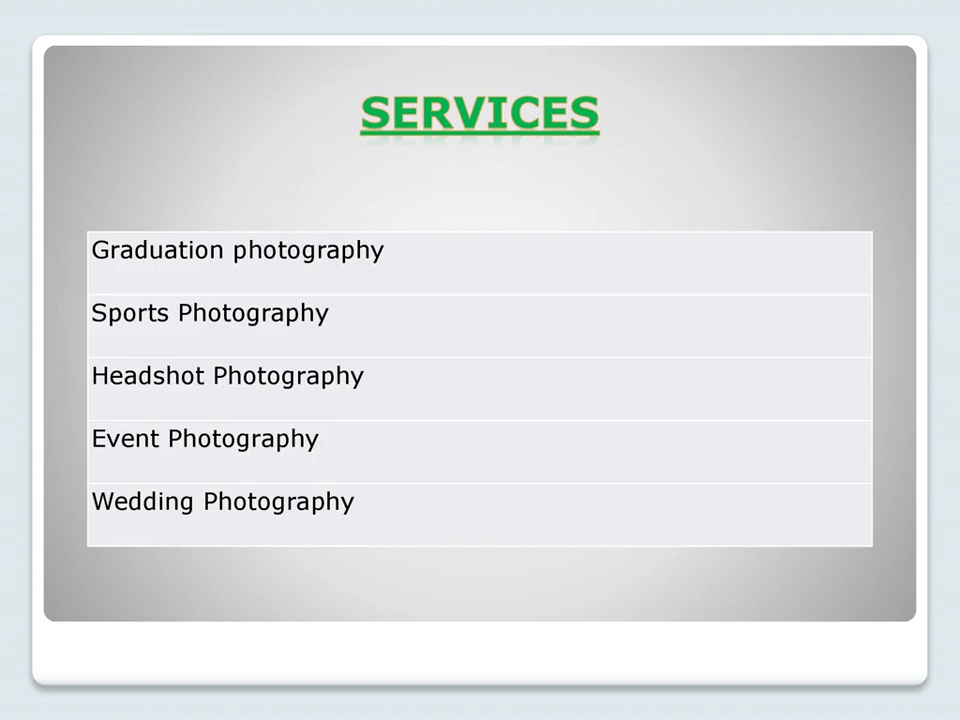 SERVICES
Graduation photography
Sports Photography
Headshot Photography
Event Photography
Wedding Photography